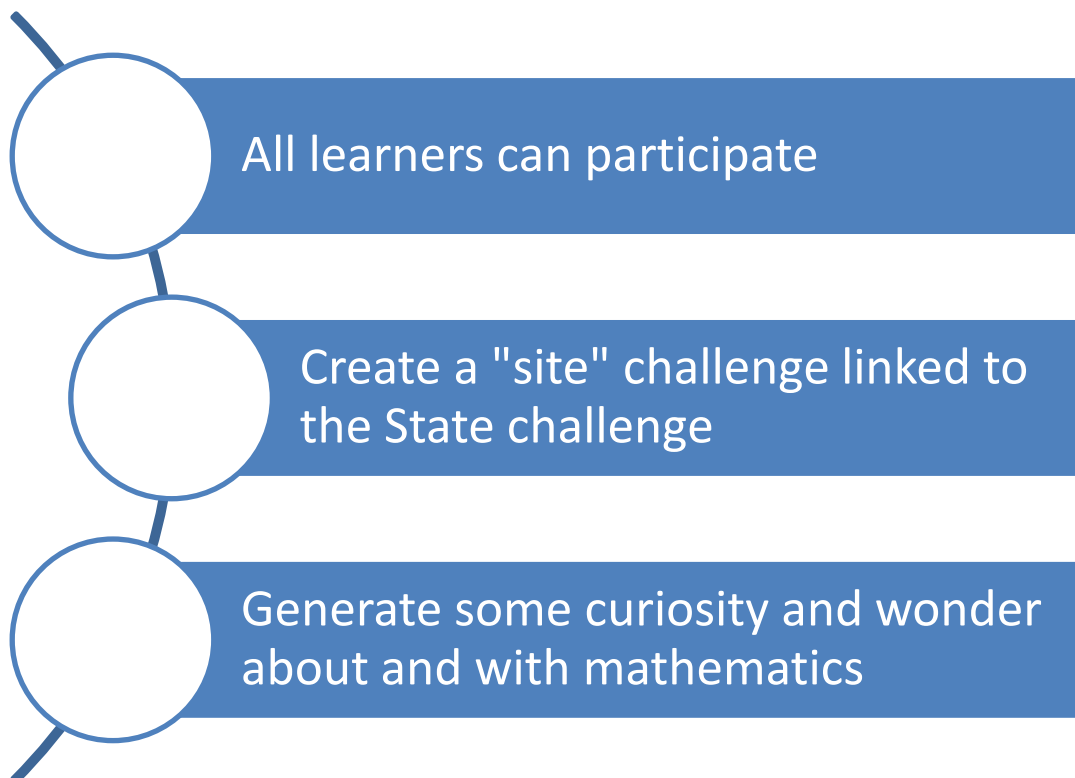 All learners can participate
Create a "site" challenge linked to
the State challenge
Generate some curiosity and wonder
about and with mathematics